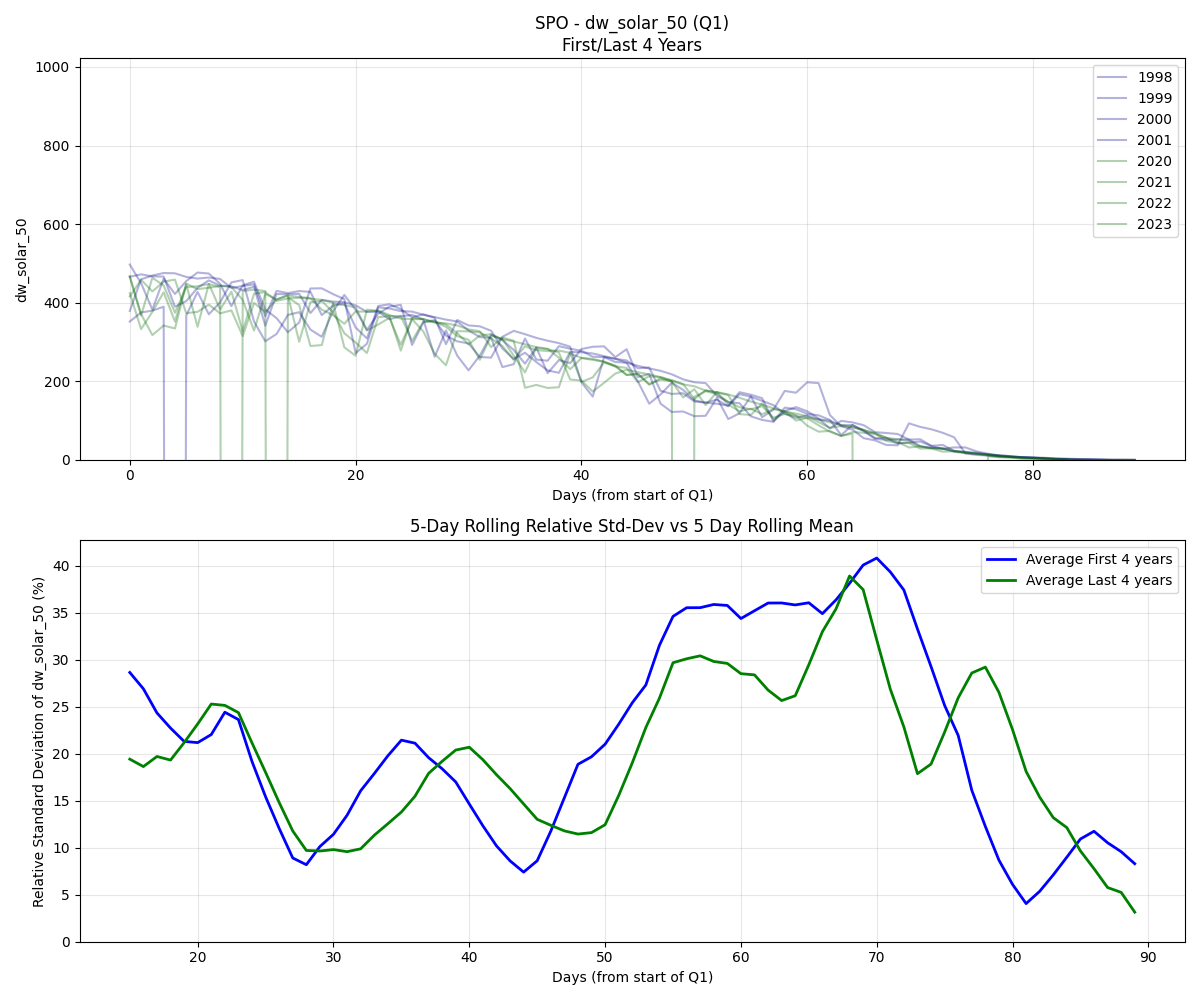 SPO - dw_solar_50 (Q1)
First/Last 4 Years
1000
800
600
400
200
0
dw_solar_50
1998
1999
2000
2001
2020
2021
2022
2023
0 20 40 60 80
Days (from start of Q1)
5-Day Rolling Relative Std-Dev vs 5 Day Rolling Mean
40
35
30
25
20
15
10
5
0
Relative Standard Deviation of dw_solar_50 (%)
Average First 4 years
Average Last 4 years
20 30 40 50 60 70 80 90
Days (from start of Q1)